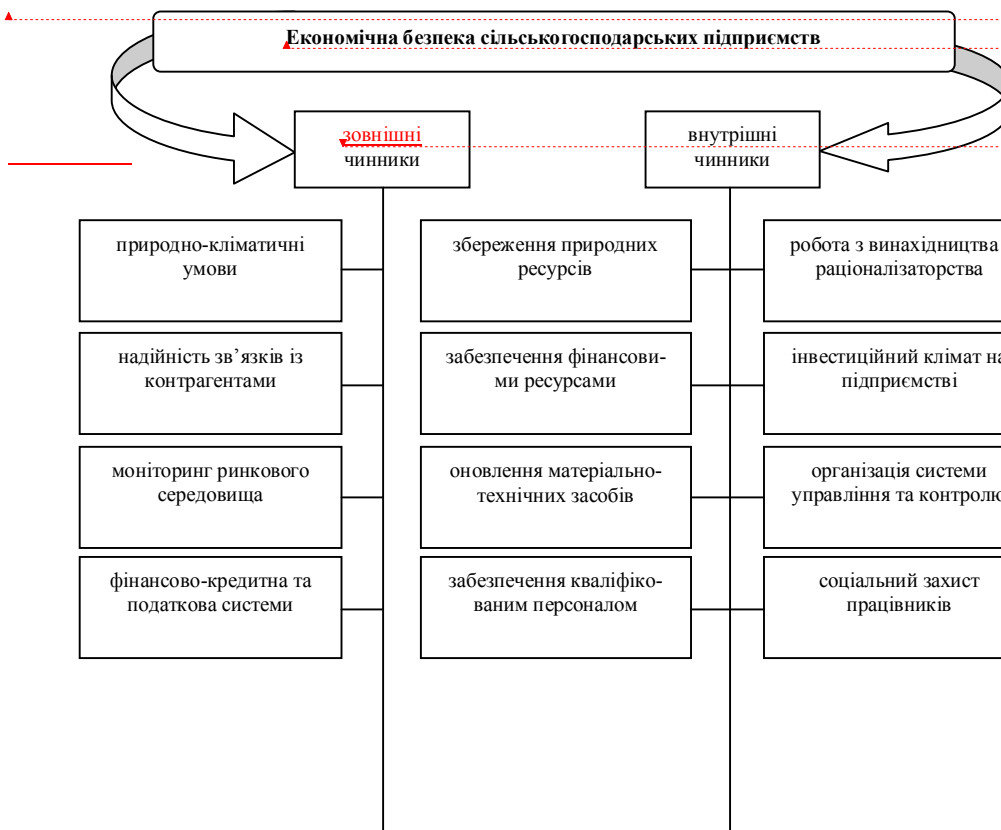 Економічна безпека сільськогосподарських підприємств
зовнішні
чинники
внутрішні
чинники
природно-кліматичні
умови
надійність зв’язків із
контрагентами
моніторинг ринкового
середовища
фінансово-кредитна та
податкова системи
збереження природних
ресурсів
забезпечення фінансови-
ми ресурсами
оновлення матеріально-
технічних засобів
забезпечення кваліфіко-
ваним персоналом
робота з винахідництва
раціоналізаторства
інвестиційний клімат на
підприємстві
організація системи
управління та контролю
соціальний захист
працівників